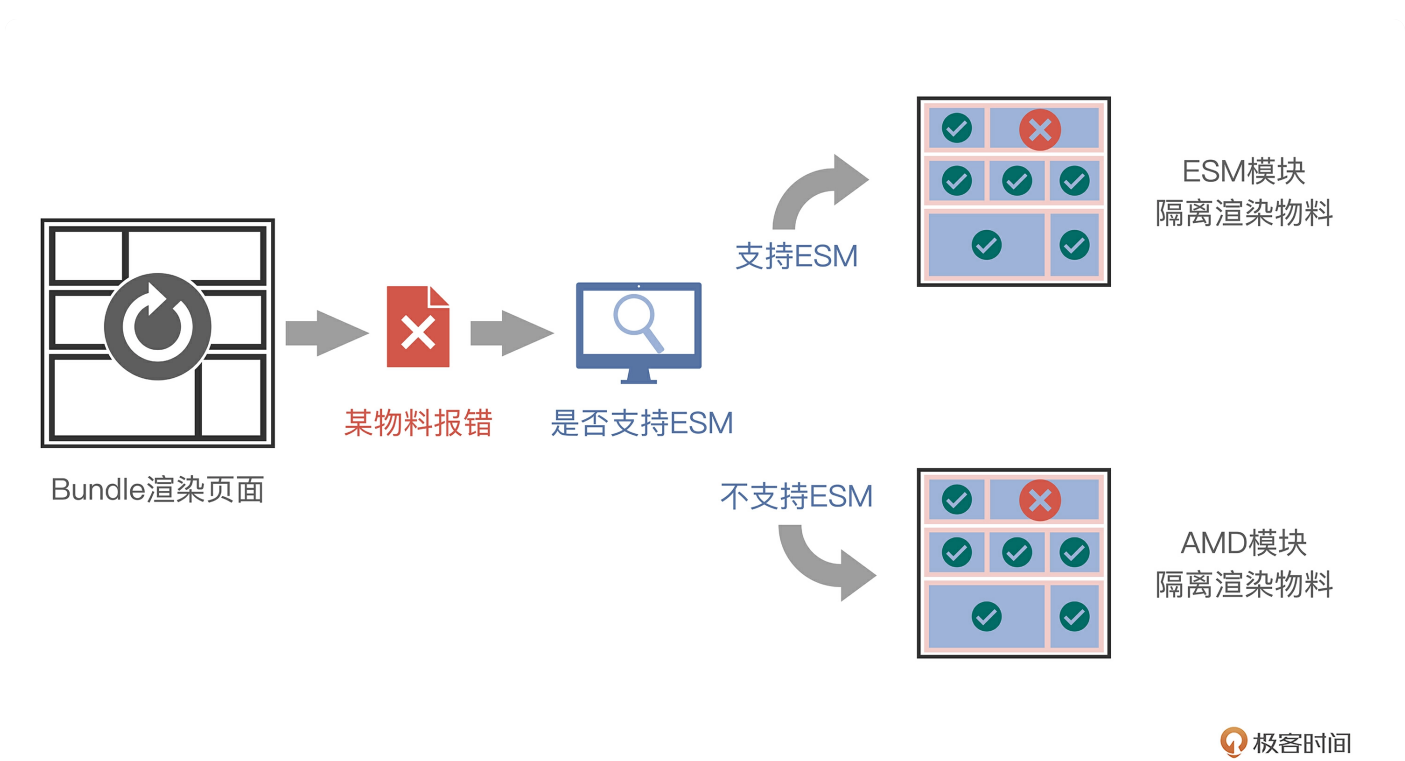 Bundle渲染页面
某物料报错
是否支持ESM
支持ESM
ESM模块
隔离渲染物料
不支持ESM
AMD模块
隔离渲染物料
极客时间